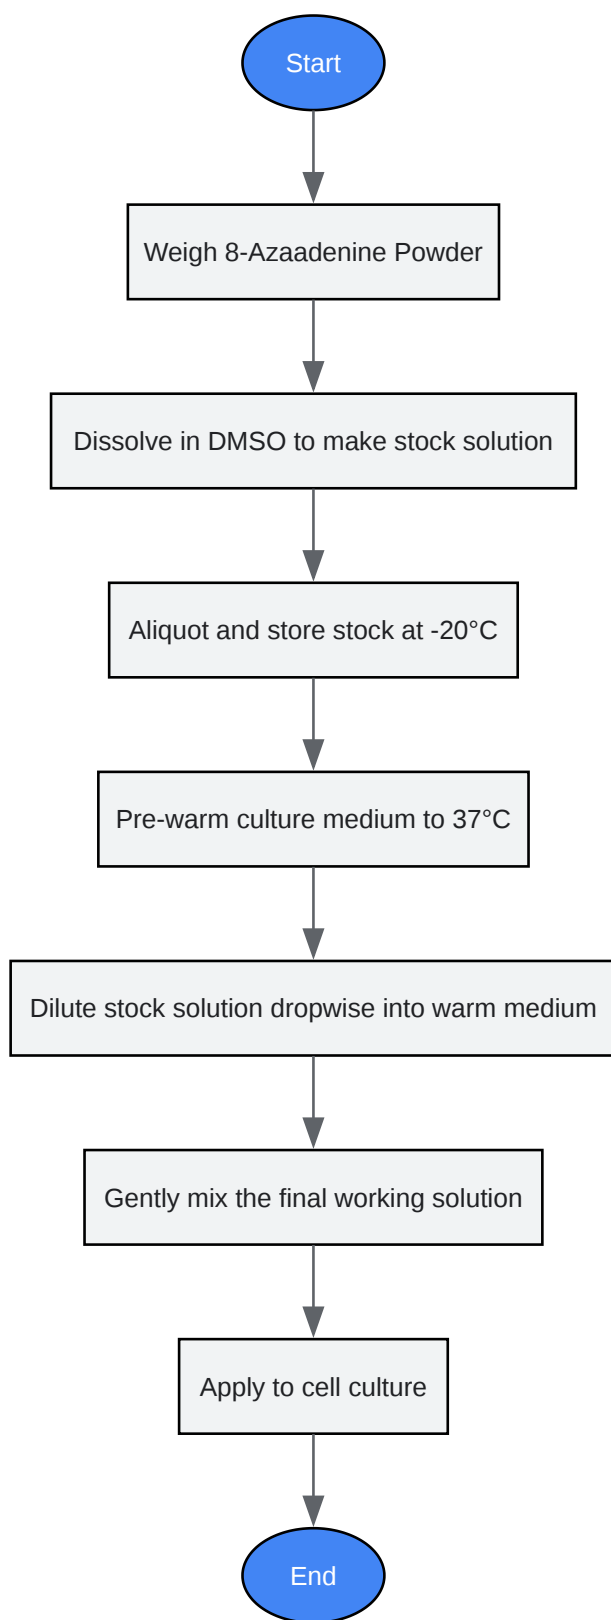 Start
Weigh 8-Azaadenine Powder
Dissolve in DMSO to make stock solution
Aliquot and store stock at -20°C
Pre-warm culture medium to 37°C
Dilute stock solution dropwise into warm medium
Gently mix the final working solution
Apply to cell culture
End